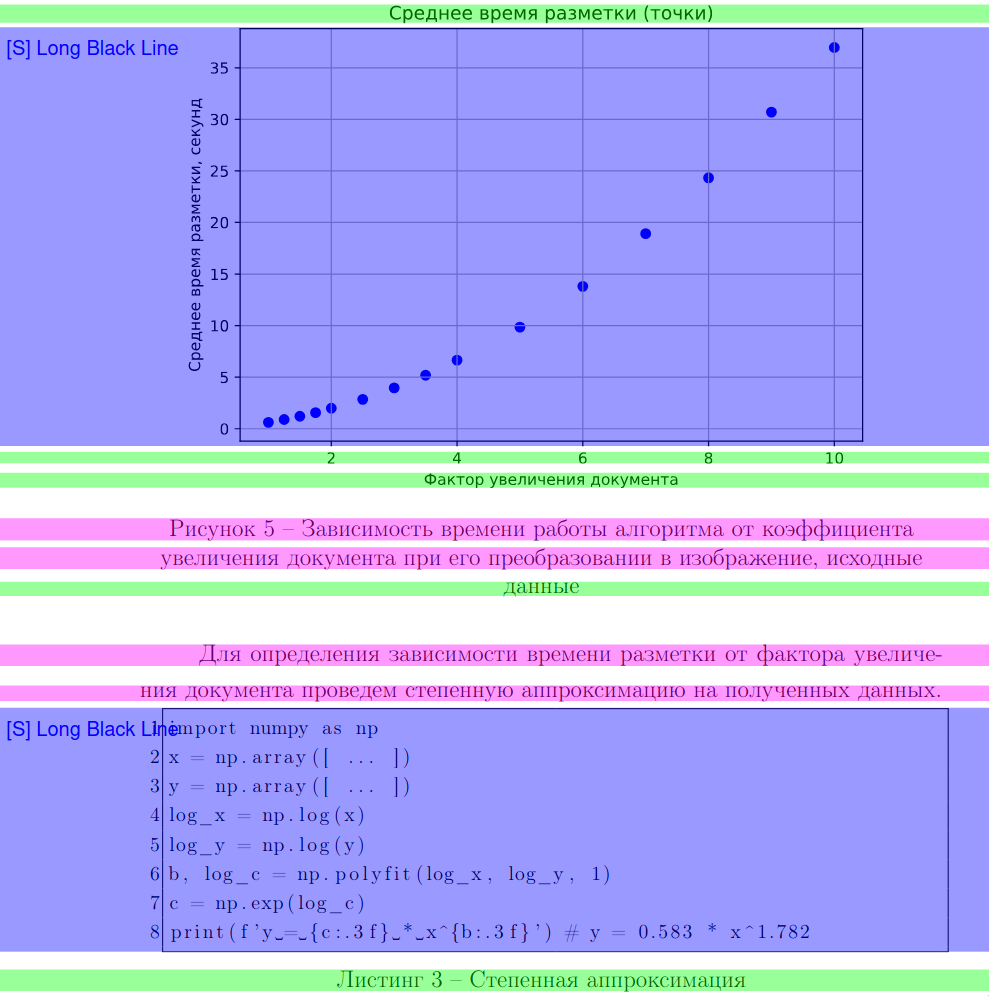 Среднее время разметки (точки)
[S] Long Black Line
35
30
25
20
15
10
5
0
Среднее время разметки, секунд
2 4 6 8 10
Фактор увеличения документа
Рисунок 5 – Зависимость времени работы алгоритма от коэффициента
увеличения документа при его преобразовании в изображение, исходные
данные
Для определения зависимости времени разметки от фактора увеличе-
ния документа проведем степенную аппроксимацию на полученных данных.
[S] Long Black Line
1 import numpy as np
2 x = np.array([ ... ])
3 y = np.array([ ... ])
4 log_x = np.log(x)
5 log_y = np.log(y)
6 b, log_c = np.polyfit(log_x, log_y, 1)
7 c = np.exp(log_c)
8 print(f'y␣=␣{c:.3f}␣*␣x^{b:.3f}') # y = 0.583 * x^1.782
Листинг 3 – Степенная аппроксимация